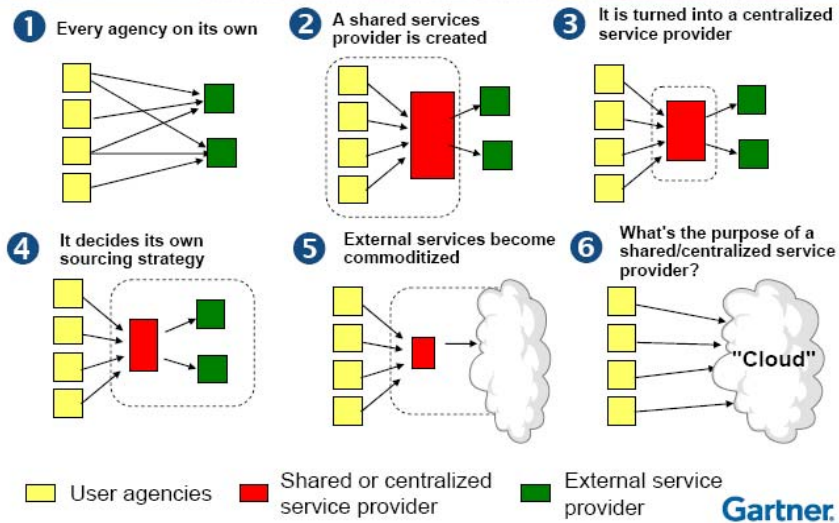 1 Every agency on its own
2 A shared services
provider is created
3 It is turned into a centralized
service provider
4 It decides its own
sourcing strategy
5 External services become
commoditized
6 What's the purpose of a
shared/centralized service
provider?
"Cloud"
User agencies
Shared or centralized
service provider
External service
provider
Gartner.